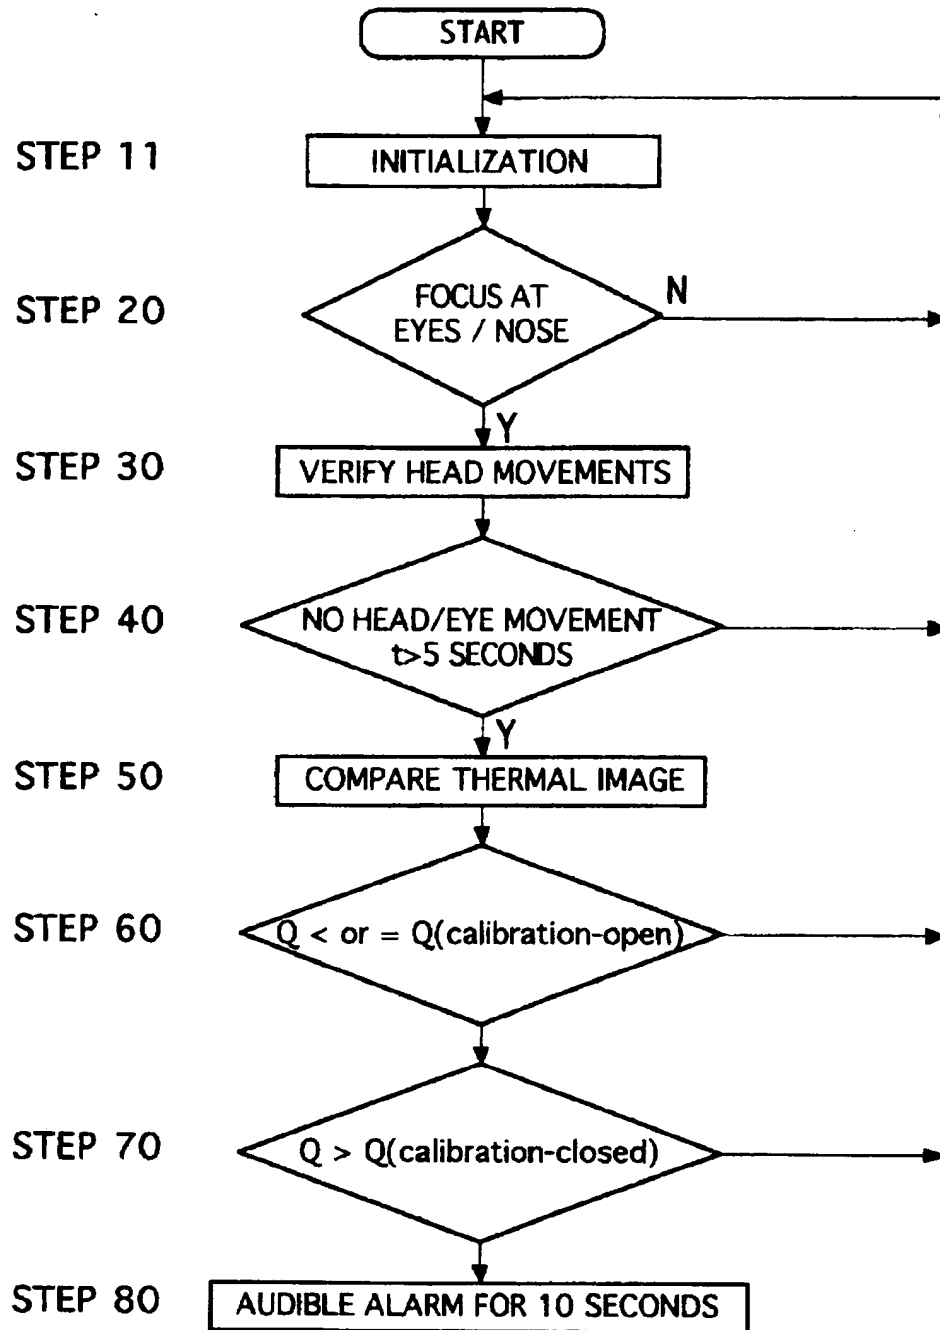 START
STEP 11
INITIALIZATION
STEP 20
FOCUS AT
EYES / NOSE
N
Y
STEP 30
VERIFY HEAD MOVEMENTS
STEP 40
NO HEAD/EYE MOVEMENT
t>5 SECONDS
Y
STEP 50
COMPARE THERMAL IMAGE
STEP 60
Q < or = Q(calibration-open)
STEP 70
Q > Q(calibration-closed)
STEP 80
AUDIBLE ALARM FOR 10 SECONDS